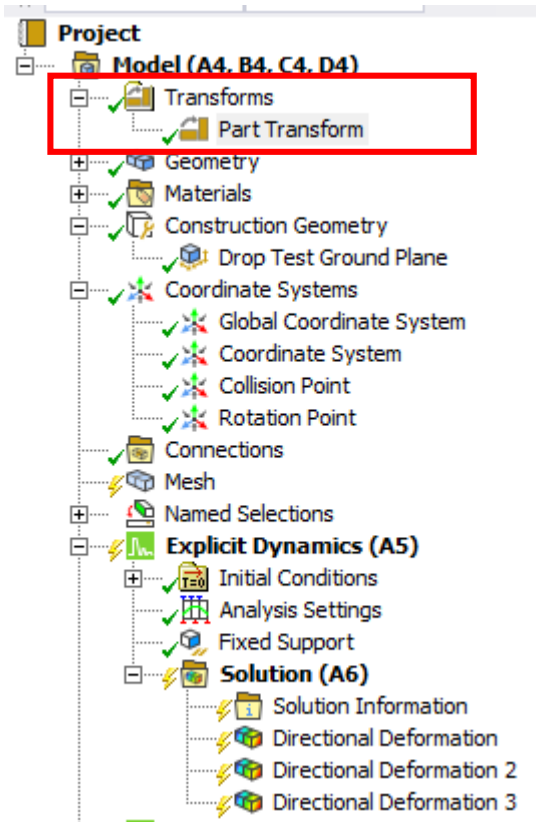 Project
Model (A4, B4, C4, D4)
Transforms
Part Transform
Geometry
Materials
Construction Geometry
Drop Test Ground Plane
Coordinate Systems
Global Coordinate System
Coordinate System
Collision Point
Rotation Point
Connections
Mesh
Named Selections
Explicit Dynamics (A5)
T=0 Initial Conditions
Analysis Settings
Fixed Support
Solution (A6)
Solution Information
Directional Deformation
Directional Deformation 2
Directional Deformation 3